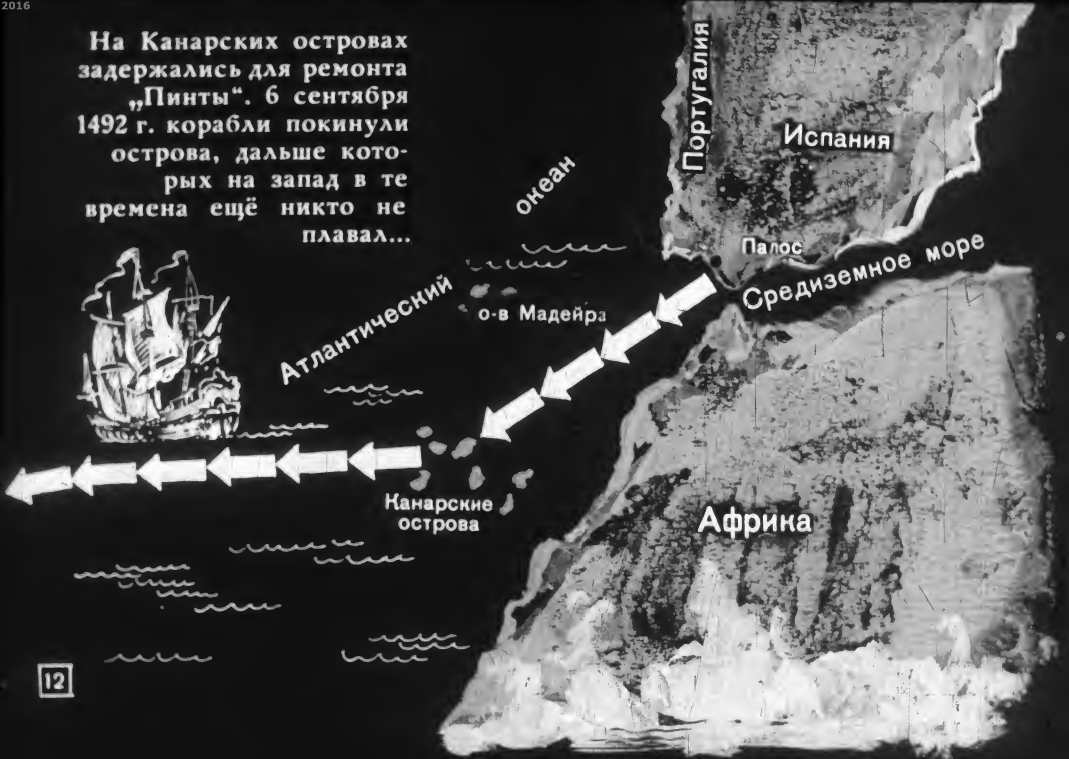 2016
На Канарских островах
задержались для ремонта
„Пинты“. 6 сентября
1492 г. корабли покинули
острова, дальше кото-
рых на запад в те
времена ещё никто не
плавал...
Португалия
Испания
океан
Палос
Средиземное море
о-в Мадейра
Атлантический
Канарские
острова
Африка
12